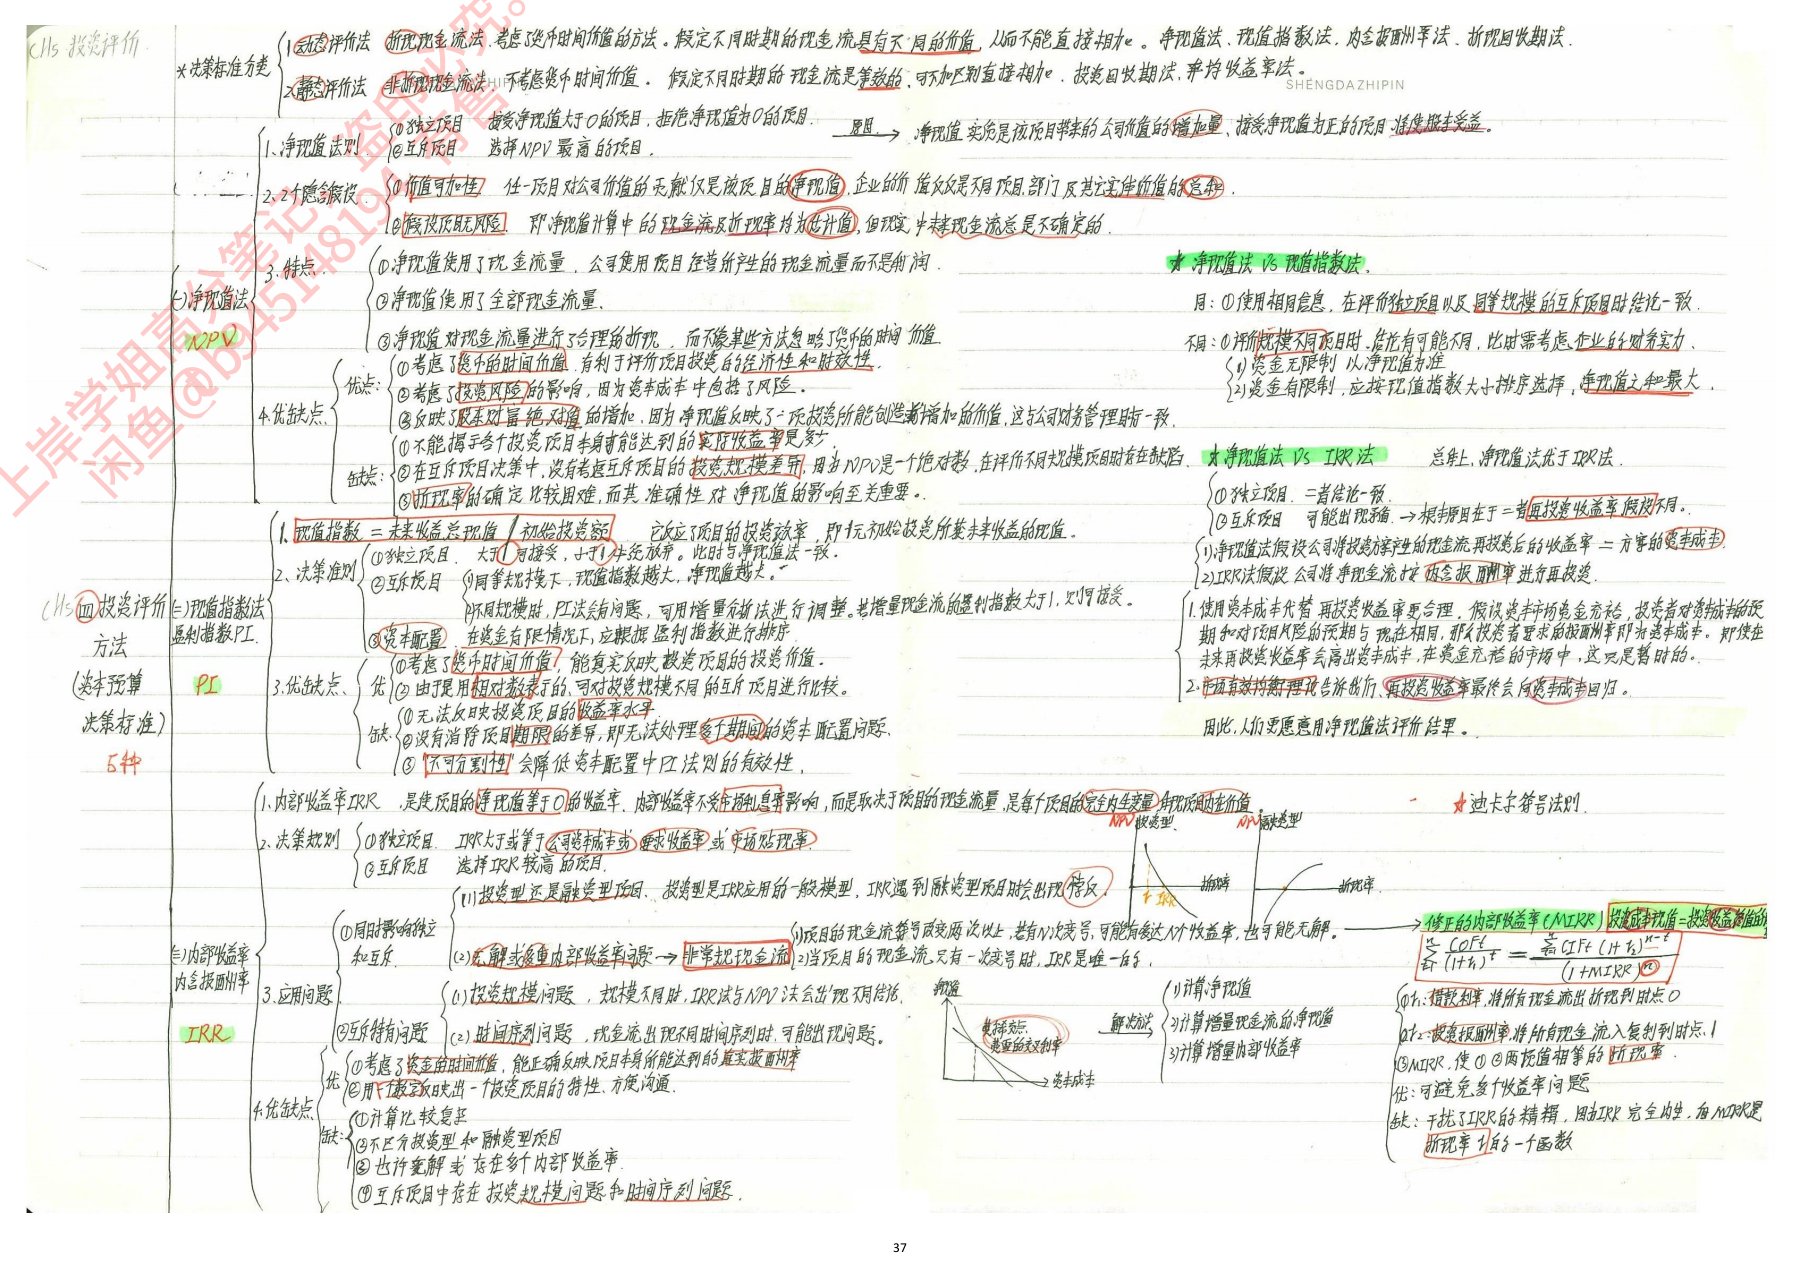 CH5 投资评价
*决策标准分类
1. 动态评价法 折现现金流法，考虑了货币时间价值的方法。假定不同时期的现金流具有不同的价值，从而不能直接相加。净现值法、现值指数法、内含报酬率法、折现回收期法．
2. 静态评价法 非折现现金流法，不考虑货币时间价值。假定不同时期的现金流是等效的，可不加区别直接相加．投资回收期法，平均收益率法。
SHENGDAZHIPIN
CH5 四 投资评价方法
(资本预算决策标准)
5种
(一)净现值法
NPV
1、净现值法则
①独立项目 接受净现值大于0的项目，拒绝净现值为0的项目．
②互斥项目 选择NPV最高的项目．
原因→ 净现值实质是该项目带来的公司价值的增加量，接受净现值为正的项目将使股东受益。
2、2个隐含假设
①价值可加性 任一项目对公司价值的贡献仅是该项目的净现值，企业的价值仅仅是不同项目、部门及其它实体价值的总和．
②假设项目无风险 即净现值计算中的现金流及折现率均为估计值，但现实中未来现金流总是不确定的．
3、特点
①净现值使用了现金流量，公司使用项目经营所产生的现金流量而不是利润．
②净现值使用了全部现金流量．
③净现值对现金流量进行了合理的折现，而不像某些方法忽略了货币的时间价值．
4、优缺点
优点：
①考虑了货币的时间价值，有利于评价项目投资的经济性和时效性．
②考虑了投资风险的影响，因为资本成本中包括了风险．
③反映了股东财富绝对值的增加，因为净现值反映了一项投资所能创造新增加的价值，这与公司财务管理目标一致．
缺点：
①不能揭示各个投资项目本身可能达到的实际收益率是多少．
②在互斥项目决策中，没有考虑互斥项目的投资规模差异，因为NPV是一个绝对数，在评价不同规模项目时存在缺陷．
③折现率的确定比较困难，而其准确性对净现值的影响至关重要。
★净现值法 VS 现值指数法．
同：①使用相同信息，在评价独立项目以及同等规模的互斥项目时结论一致．
不同：①评价规模不同项目时，结论有可能不同，此时需考虑企业的财务实力．
(1)资金无限制 以净现值为准
(2)资金有限制，应按现值指数大小排序选择，净现值之和最大．
★净现值法 VS IRR法 总体上，净现值法优于IRR法．
①独立项目．二者结论一致．
②互斥项目 可能出现矛盾．→根本原因在于二者再投资收益率假设不同。
(1)净现值法假设公司将投资方案产生的现金流再投资后的收益率＝方案的资本成本．
(2)IRR法假设公司将净现金流按内含报酬率进行再投资．
1. 使用资本成本代替再投资收益率更合理，假设资本市场资金充裕，投资者对资本成本的预
期和对项目风险的预期与现在相同，那么投资者要求的报酬率即为资本成本。即使在
未来再投资收益率会高出资本成本，在资金充裕的市场中，这只是暂时的。
2. 市场有效均衡理论告诉我们，再投资收益率最终会向资本成本回归。
因此，人们更愿意用净现值法评价结果。
(二)现值指数法
盈利指数PI．
PI
1、现值指数＝未来收益总现值/初始投资额 它反应了项目的投资效率，即1元初始投资所获未来收益的现值。
2、决策准则
①独立项目．大于1可接受，小于1必须放弃。此时与净现值法一致．
②互斥项目
(1)同等规模下，现值指数越大，净现值越大。
(2)不同规模时，PI法会有问题，可用增量分析法进行调整。若增量现金流的盈利指数大于1，则可接受。
③资本配置 在资金有限情况下，应根据盈利指数进行排序
3、优缺点
优
①考虑了货币时间价值，能真实反映投资项目的投资价值．
②由于是用相对数表示的，可对投资规模不同的互斥项目进行比较。
缺
①无法反映投资项目的收益率水平
②没有消除项目期限的差异，即无法处理多个期间的资本配置问题．
③"不可分割性"会降低资本配置中PI法则的有效性．
(三)内部收益率
内含报酬率
IRR
1、内部收益率IRR．是使项目的净现值等于0的收益率．内部收益率不受市场利息率影响，而是取决于项目的现金流量，是每个项目的完全内生变量，体现项目内在价值．
2、决策规则
①独立项目．IRR大于或等于公司资本成本或要求收益率或市场贴现率．
②互斥项目 选择IRR较高的项目．
3、应用问题
①同时影响独立
和互斥
(1)投资型还是融资型项目．投资型是IRR应用的一般模型，IRR遇到融资型项目时会出现悖反．
(2)无解或多重内部收益率问题→非常规现金流
(1)项目的现金流符号改变两次以上，若有N次变号，可能有多达N个收益率，也可能无解。
(2)当项目的现金流只有一次变号时，IRR是唯一的．
②互斥特有问题
(1)投资规模问题．规模不同时，IRR法与NPV法会出现不同结论．
(2)时间序列问题．现金流出现不同时间序列时，可能出现问题。
NPV 投资型．
IRR
折现率
NPV 融资型
折现率．
★迪卡尔符号法则．
资本成本
解决方法→
1)计算净现值
2)计算增量现金流的净现值
3)计算增量内部收益率
修正的内部收益率(MIRR)
投资成本现值＝投资收益终值的
Σ COFt/(1+r₁)^t ＝ Σ CIFt(1+r₂)^(n-t) / (1+MIRR)^n
①r₁：借款利率，将所有现金流出折现到时点0
②r₂：投资报酬率，将所有现金流入复利到时点1
③MIRR，使①②两项值相等的折现率．
优：可避免多个收益率问题
缺：干扰了IRR的精确，因为IRR完全内生，而MIRR是
折现率r的一个函数
4、优缺点
优
①考虑了资金的时间价值，能正确反映项目本身所能达到的真实报酬率
②用一个数字反映出一个投资项目的特性．方便沟通．
缺：
①计算比较复杂
②不区分投资型和融资型项目
③也许无解或存在多个内部收益率．
④互斥项目中存在投资规模问题和时间序列问题．
上岸学姐高分笔记，盗印必究。
37